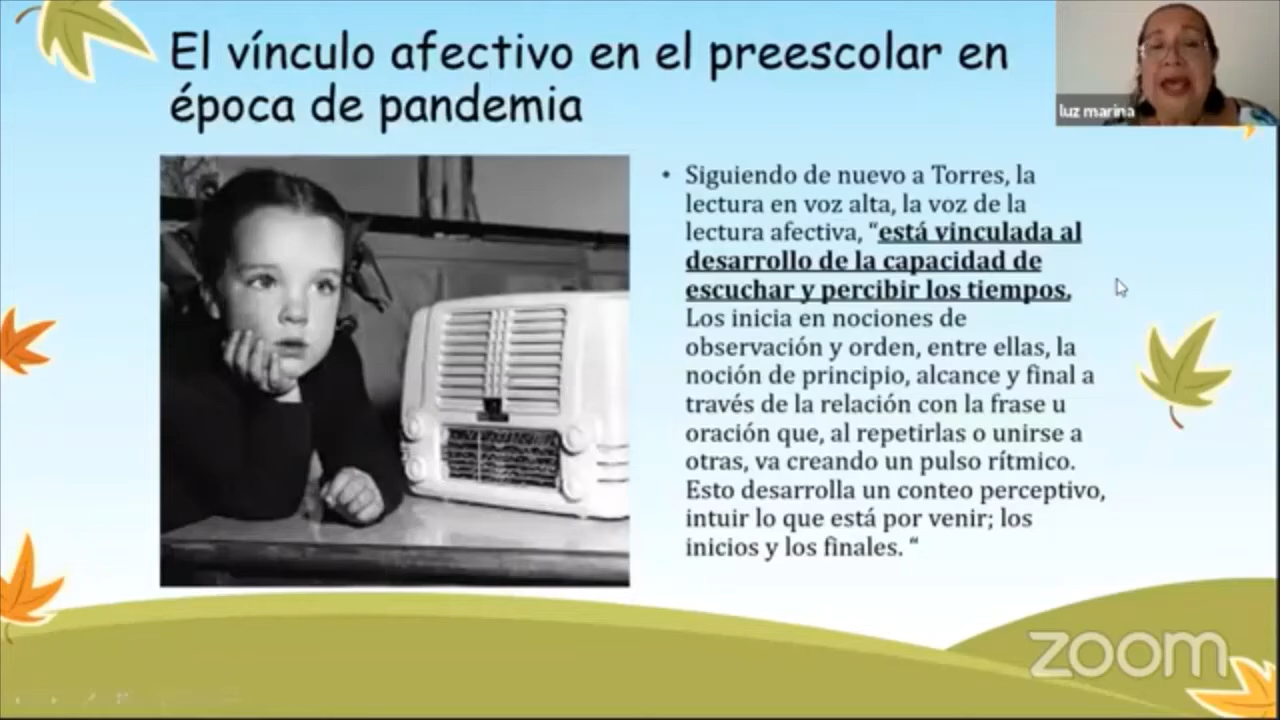 El vínculo afectivo en el preescolar en
época de pandemia
luz marina
• Siguiendo de nuevo a Torres, la
lectura en voz alta, la voz de la
lectura afectiva, “está vinculada al
desarrollo de la capacidad de
escuchar y percibir los tiempos.
Los inicia en nociones de
observación y orden, entre ellas, la
noción de principio, alcance y final a
través de la relación con la frase u
oración que, al repetirlas o unirse a
otras, va creando un pulso rítmico.
Esto desarrolla un conteo perceptivo,
intuir lo que está por venir; los
inicios y los finales. “
zoom